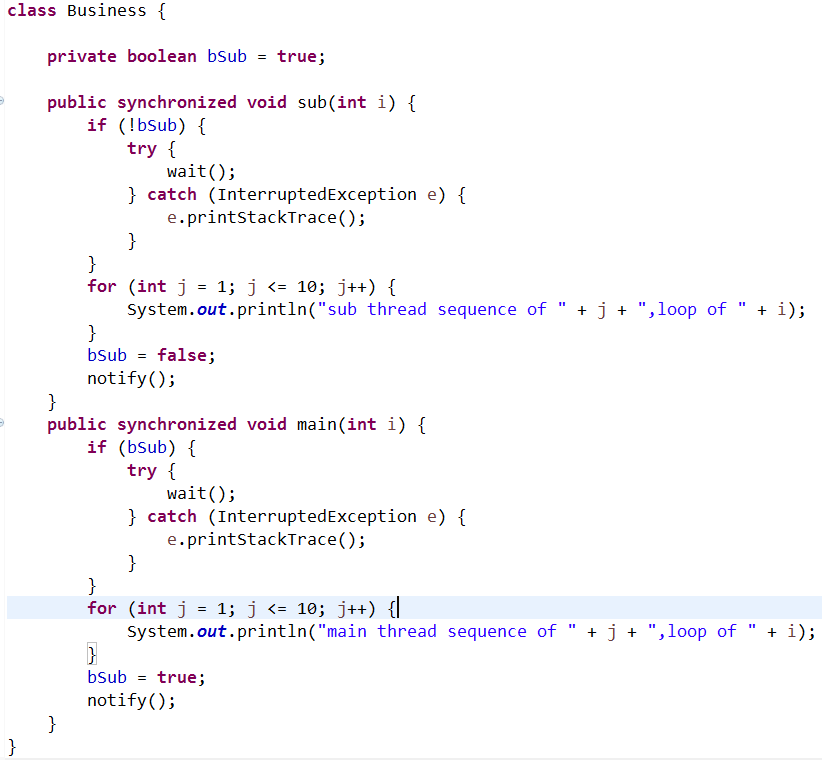 class Business {
    private boolean bSub = true;
    public synchronized void sub(int i) {
        if (!bSub) {
            try {
                wait();
            } catch (InterruptedException e) {
                e.printStackTrace();
            }
        }
        for (int j = 1; j <= 10; j++) {
            System.out.println("sub thread sequence of " + j + ",loop of " + i);
        }
        bSub = false;
        notify();
    }
    public synchronized void main(int i) {
        if (bSub) {
            try {
                wait();
            } catch (InterruptedException e) {
                e.printStackTrace();
            }
        }
        for (int j = 1; j <= 10; j++) {
            System.out.println("main thread sequence of " + j + ",loop of " + i);
        }
        bSub = true;
        notify();
    }
}